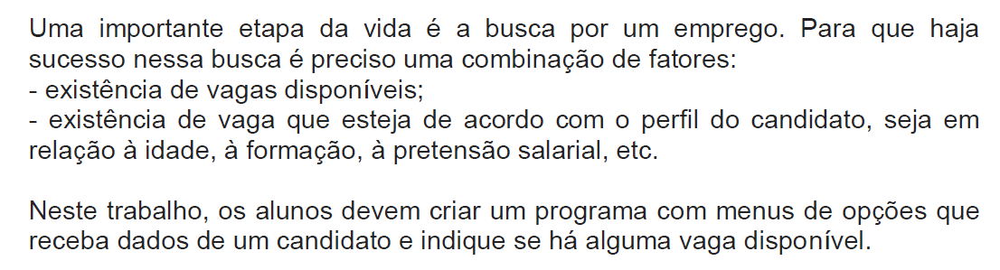 Uma importante etapa da vida é a busca por um emprego. Para que haja
sucesso nessa busca é preciso uma combinação de fatores:
- existência de vagas disponíveis;
- existência de vaga que esteja de acordo com o perfil do candidato, seja em
relação à idade, à formação, à pretensão salarial, etc.
Neste trabalho, os alunos devem criar um programa com menus de opções que
receba dados de um candidato e indique se há alguma vaga disponível.